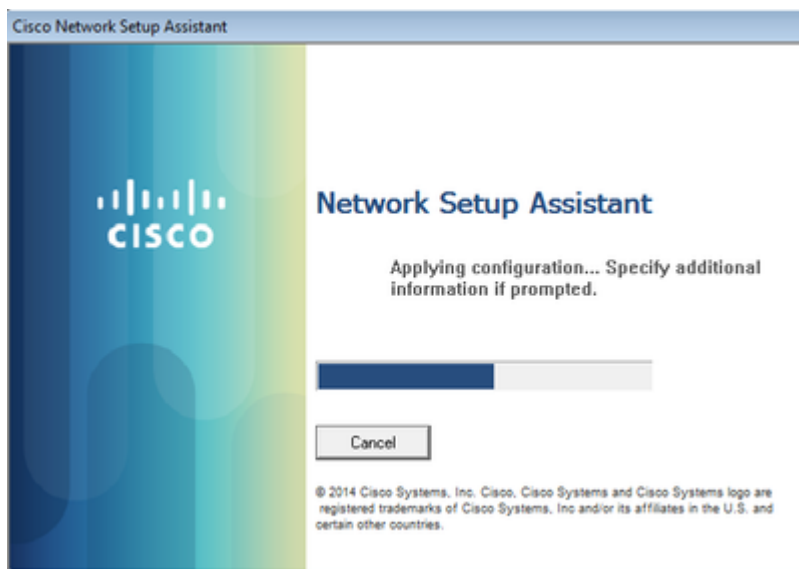 Cisco Network Setup Assistant
CISCO
Network Setup Assistant
Applying configuration... Specify additional
information if prompted.
Cancel
© 2014 Cisco Systems, Inc. Cisco, Cisco Systems and Cisco Systems logo are
registered trademarks of Cisco Systems, Inc and/or its affiliates in the U.S. and
certain other countries.